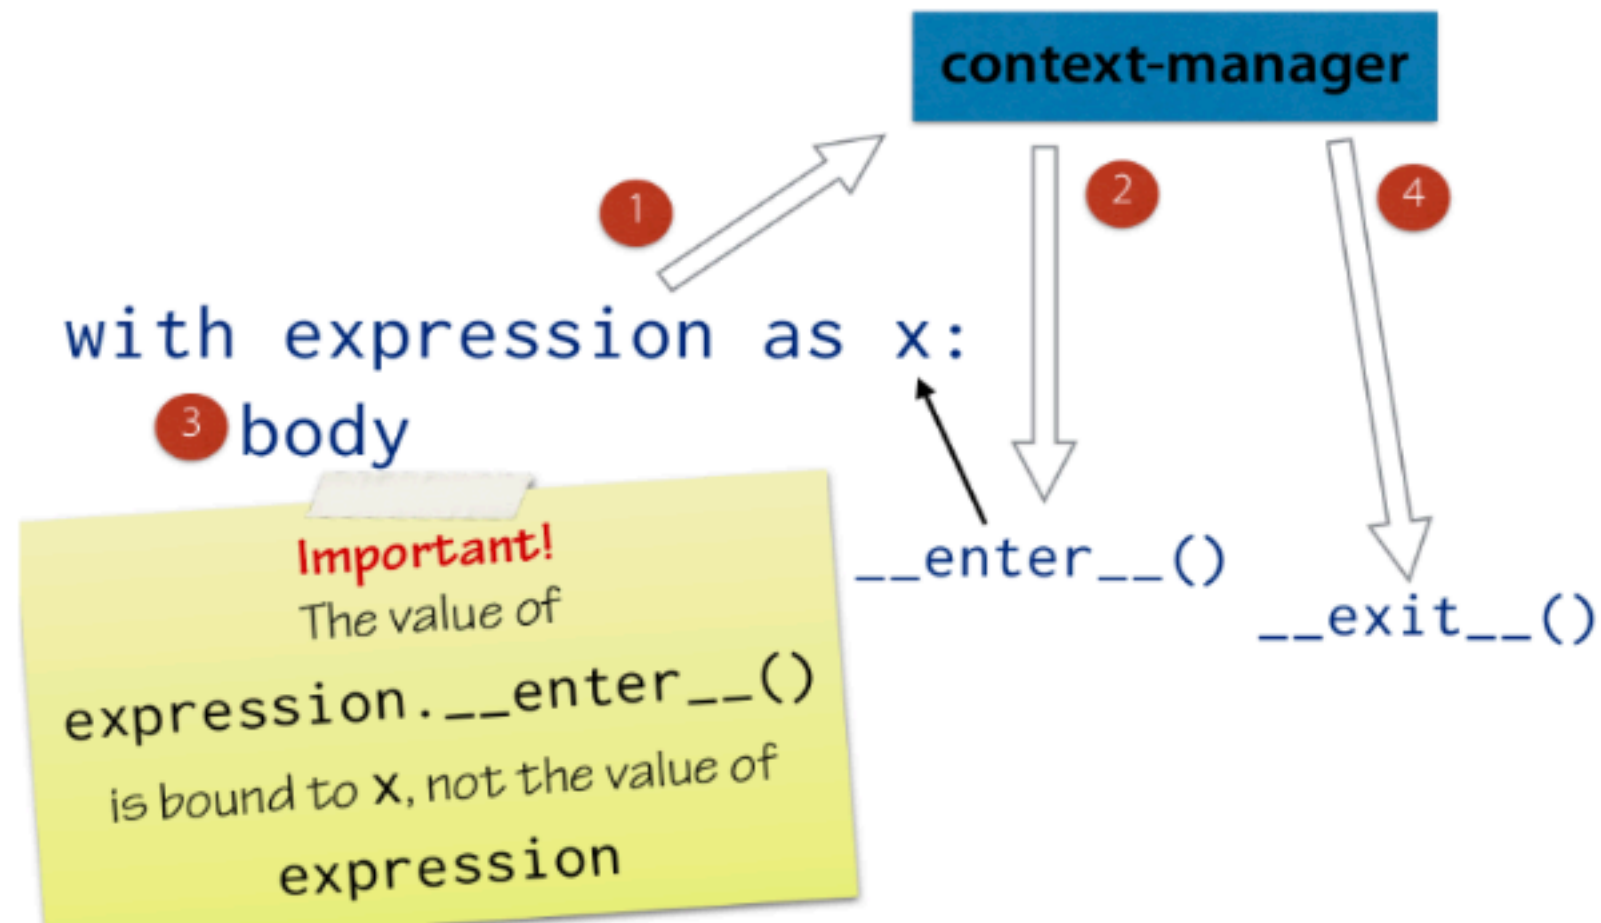 context-manager
1
2
4
with expression as x:
3 body
Important!
The value of
expression.__enter__()
is bound to x, not the value of
expression
__enter__()
__exit__()